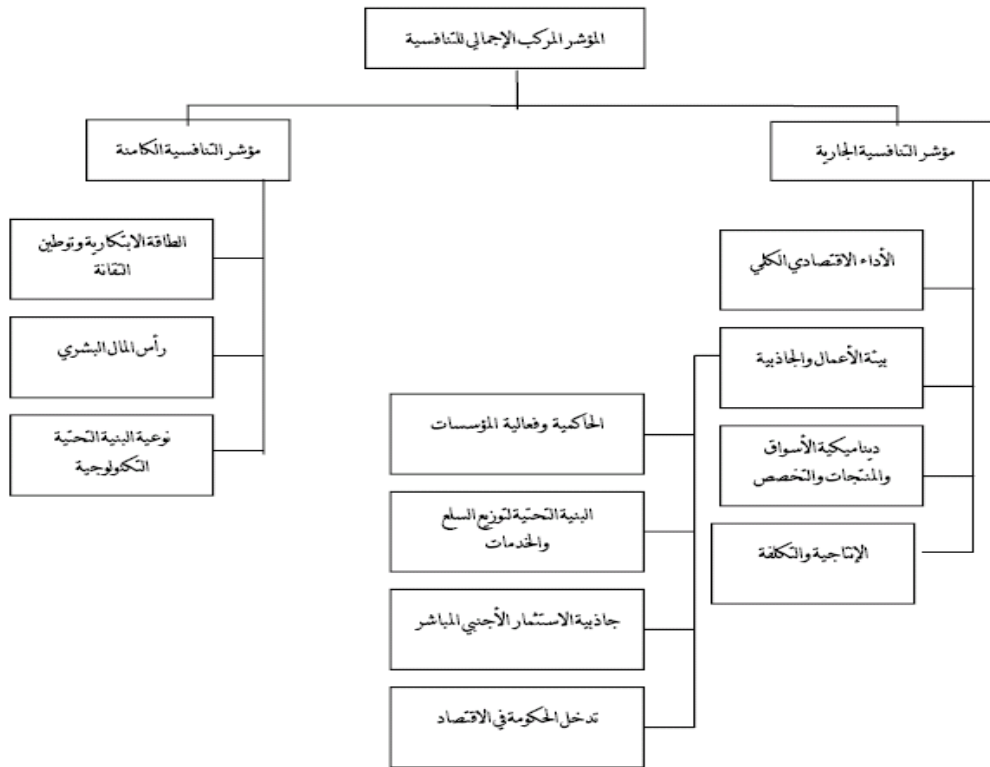 المؤشر المركب الإجمالي للتنافسية
مؤشر التنافسية الجارية
الأداء الاقتصادي الكلي
بيئة الأعمال والجاذبية
ديناميكية الأسواق
والمنتجات والتخصص
الإنتاجية والتكلفة
الحاكمية وفعالية المؤسسات
البنية التحتية لتوزيع السلع
والخدمات
جاذبية الاستثمار الأجنبي المباشر
تدخل الحكومة في الاقتصاد
مؤشر التنافسية الكامنة
الطاقة الابتكارية وتوطين
التقانة
رأس المال البشري
نوعية البنية التحتية
التكنولوجية